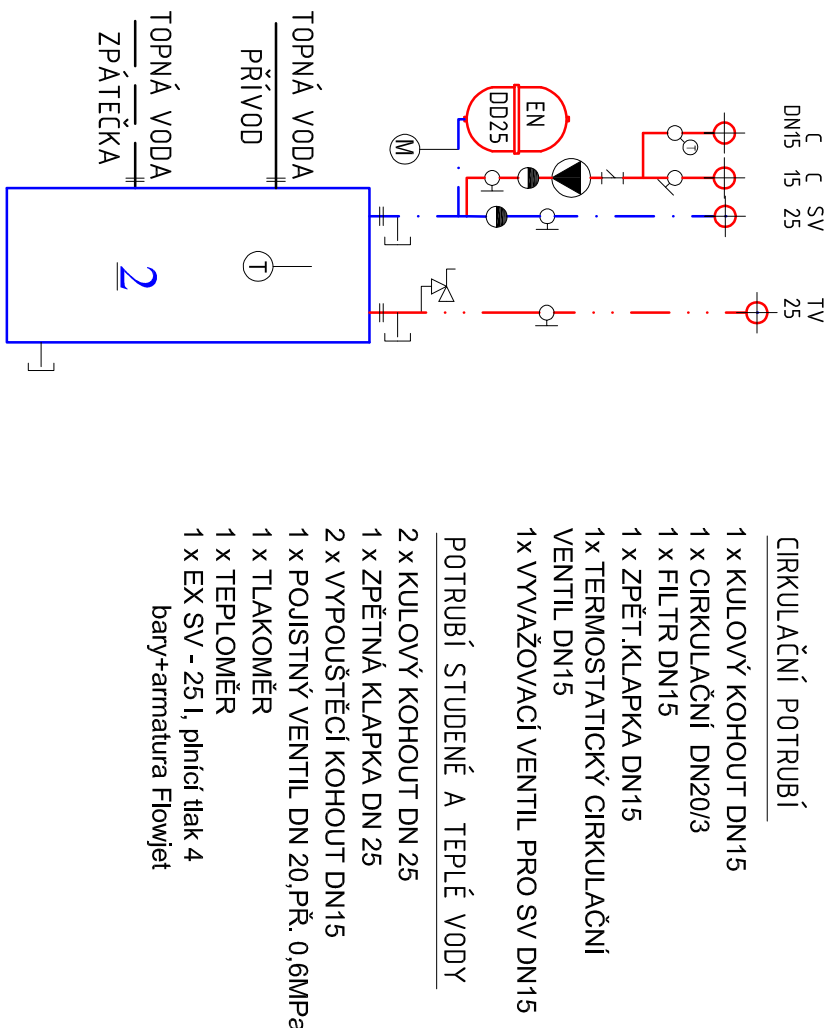 C C SV TV
DN15 15 25 25
EN
DD25
M
TOPNÁ VODA
PŘÍVOD
TOPNÁ VODA
ZPÁTEČKA
T
T
2
CIRKULAČNÍ POTRUBÍ
1 x KULOVÝ KOHOUT DN15
1 x CIRKULAČNÍ DN20/3
1 x FILTR DN15
1 x ZPĚT.KLAPKA DN15
1x TERMOSTATICKÝ CIRKULAČNÍ
VENTIL DN15
1x VYVAŽOVACÍ VENTIL PRO SV DN15
POTRUBÍ STUDENÉ A TEPLÉ VODY
2 x KULOVÝ KOHOUT DN 25
1 x ZPĚTNÁ KLAPKA DN 25
2 x VYPOUŠTĚCÍ KOHOUT DN15
1 x POJISTNÝ VENTIL DN 20,PŘ. 0,6MPa
1 x TLAKOMĚR
1 x TEPLOMĚR
1 x EX SV - 25 l, plnící tlak 4
bary+armatura Flowjet